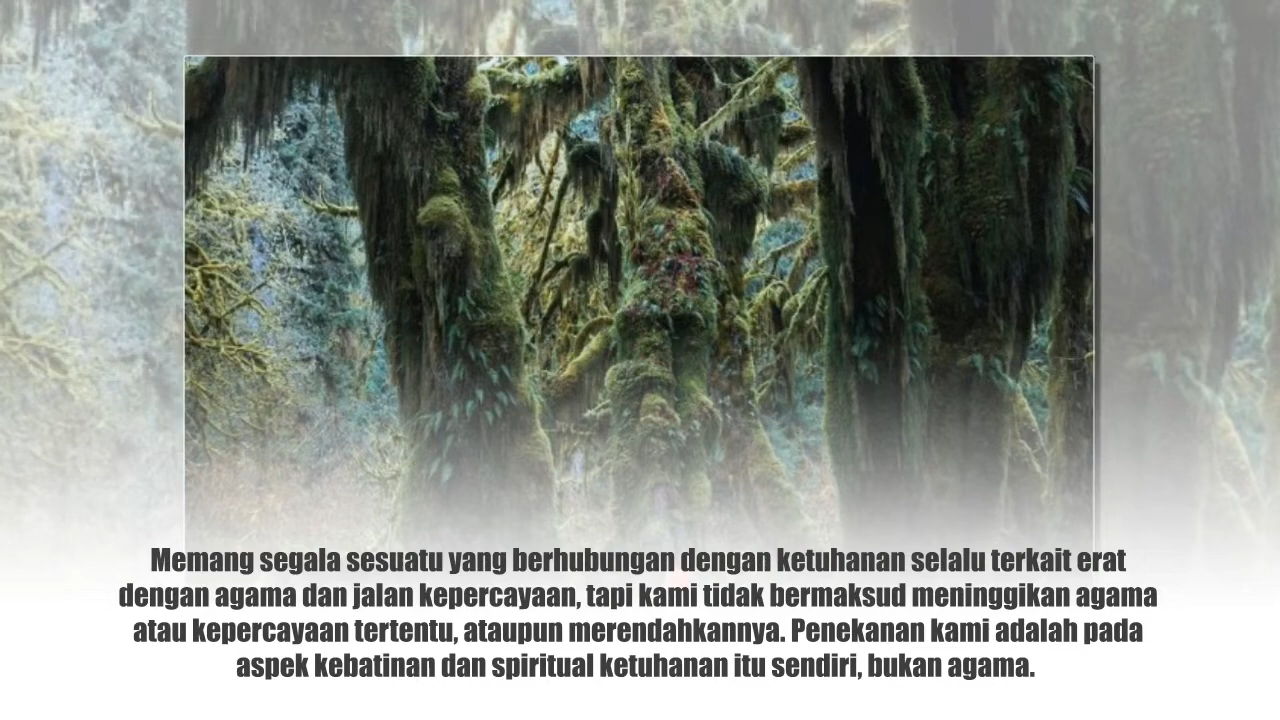 Memang segala sesuatu yang berhubungan dengan ketuhanan selalu terkait erat
dengan agama dan jalan kepercayaan, tapi kami tidak bermaksud meninggikan agama
atau kepercayaan tertentu, ataupun merendahkannya. Penekanan kami adalah pada
aspek kebatinan dan spiritual ketuhanan itu sendiri, bukan agama.